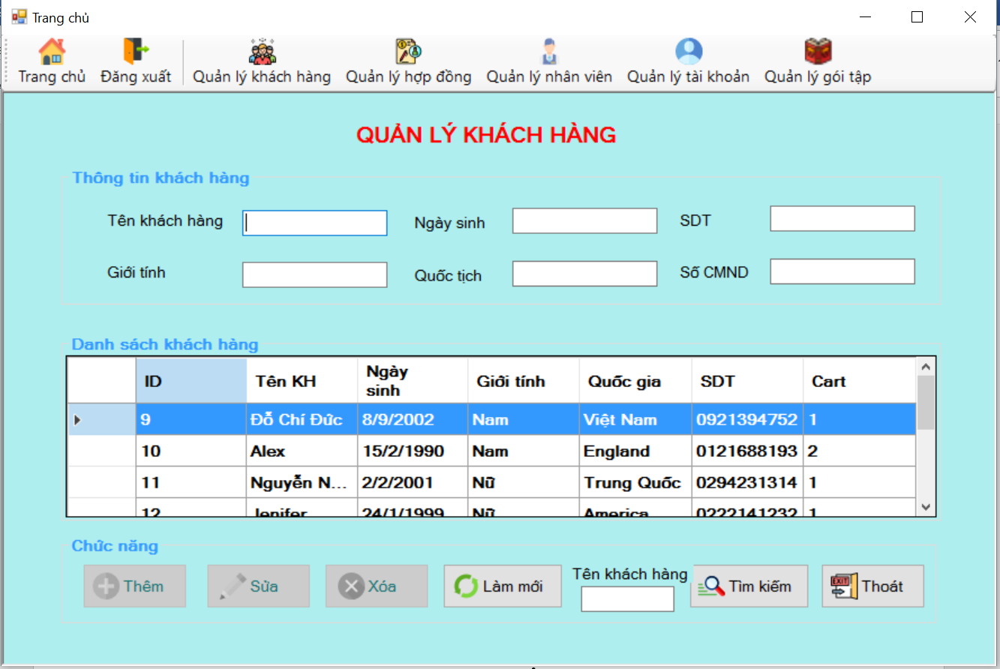 Trang chủ
Trang chủ Đăng xuất Quản lý khách hàng Quản lý hợp đồng Quản lý nhân viên Quản lý tài khoản Quản lý gói tập
QUẢN LÝ KHÁCH HÀNG
Thông tin khách hàng
Tên khách hàng Ngày sinh SDT
Giới tính Quốc tịch Số CMND
Danh sách khách hàng
ID Tên KH Ngày sinh Giới tính Quốc gia SDT Cart
9 Đỗ Chí Đức 8/9/2002 Nam Việt Nam 0921394752 1
10 Alex 15/2/1990 Nam England 0121688193 2
11 Nguyễn N... 2/2/2001 Nữ Trung Quốc 0294231314 1
12 Jenifer 24/1/1999 Nữ America 0222141232 1
Chức năng
Thêm Sửa Xóa Làm mới Tên khách hàng Tìm kiếm EXIT Thoát